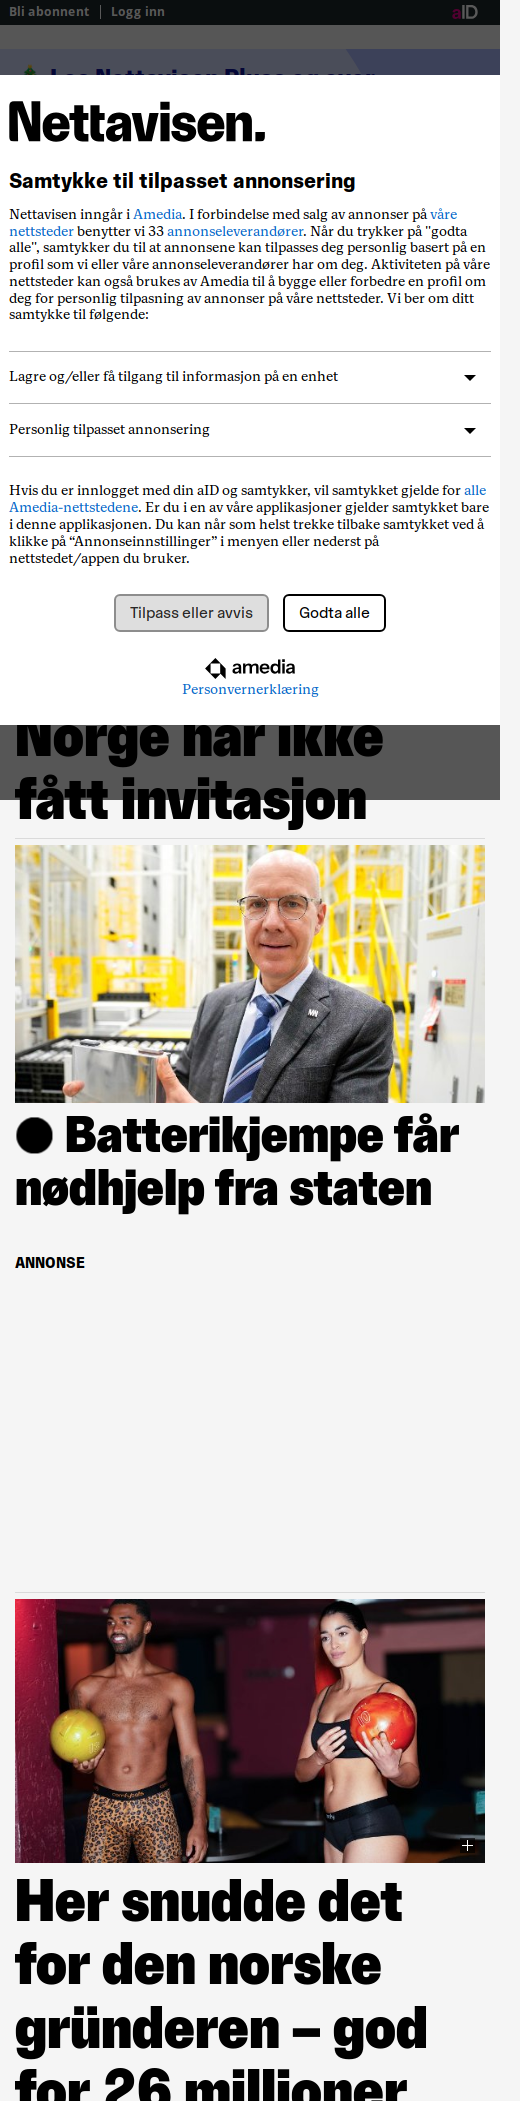 Bli abonnent
Logg inn
aID
Nettavisen.
Samtykke til tilpasset annonsering
Nettavisen inngår i Amedia. I forbindelse med salg av annonser på våre
nettsteder benytter vi 33 annonseleverandører. Når du trykker på "godta
alle", samtykker du til at annonsene kan tilpasses deg personlig basert på en
profil som vi eller våre annonseleverandører har om deg. Aktiviteten på våre
nettsteder kan også brukes av Amedia til å bygge eller forbedre en profil om
deg for personlig tilpasning av annonser på våre nettsteder. Vi ber om ditt
samtykke til følgende:
Lagre og/eller få tilgang til informasjon på en enhet
Personlig tilpasset annonsering
Hvis du er innlogget med din aID og samtykker, vil samtykket gjelde for alle
Amedia-nettstedene. Er du i en av våre applikasjoner gjelder samtykket bare
i denne applikasjonen. Du kan når som helst trekke tilbake samtykket ved å
klikke på “Annonseinnstillinger” i menyen eller nederst på
nettstedet/appen du bruker.
Tilpass eller avvis
Godta alle
amedia
Personvernerklæring
Norge har ikke
fått invitasjon
Batterikjempe får
nødhjelp fra staten
ANNONSE
Her snudde det
for den norske
gründeren – god
for 26 millioner